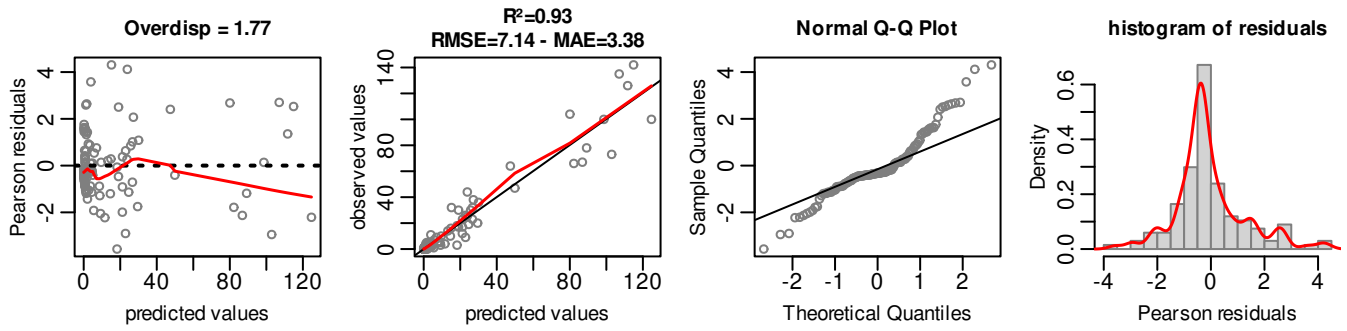 Overdisp = 1.77
Pearson residuals
4
2
0
-2
0
40
80
120
predicted values
R²=0.93
RMSE=7.14 - MAE=3.38
observed values
140
80
40
0
0
40
80
120
predicted values
Normal Q-Q Plot
Sample Quantiles
4
2
0
-2
-2
-1
0
1
2
Theoretical Quantiles
histogram of residuals
Density
0.6
0.2
0.0
-4
-2
0
2
4
Pearson residuals